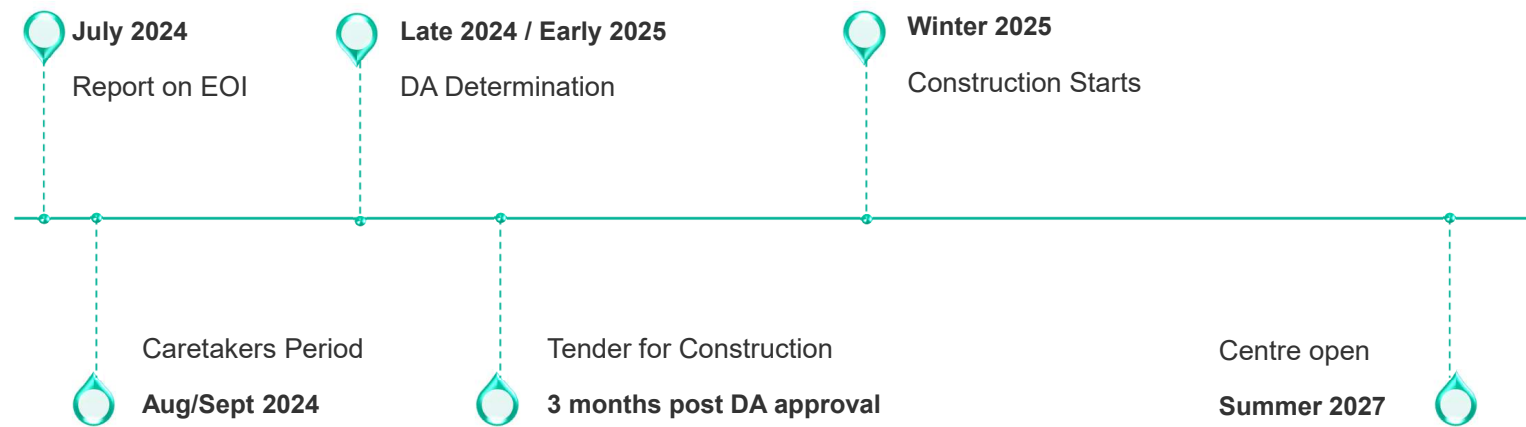 July 2024
Report on EOI
Late 2024 / Early 2025
DA Determination
Winter 2025
Construction Starts
Caretakers Period
Aug/Sept 2024
Tender for Construction
3 months post DA approval
Centre open
Summer 2027